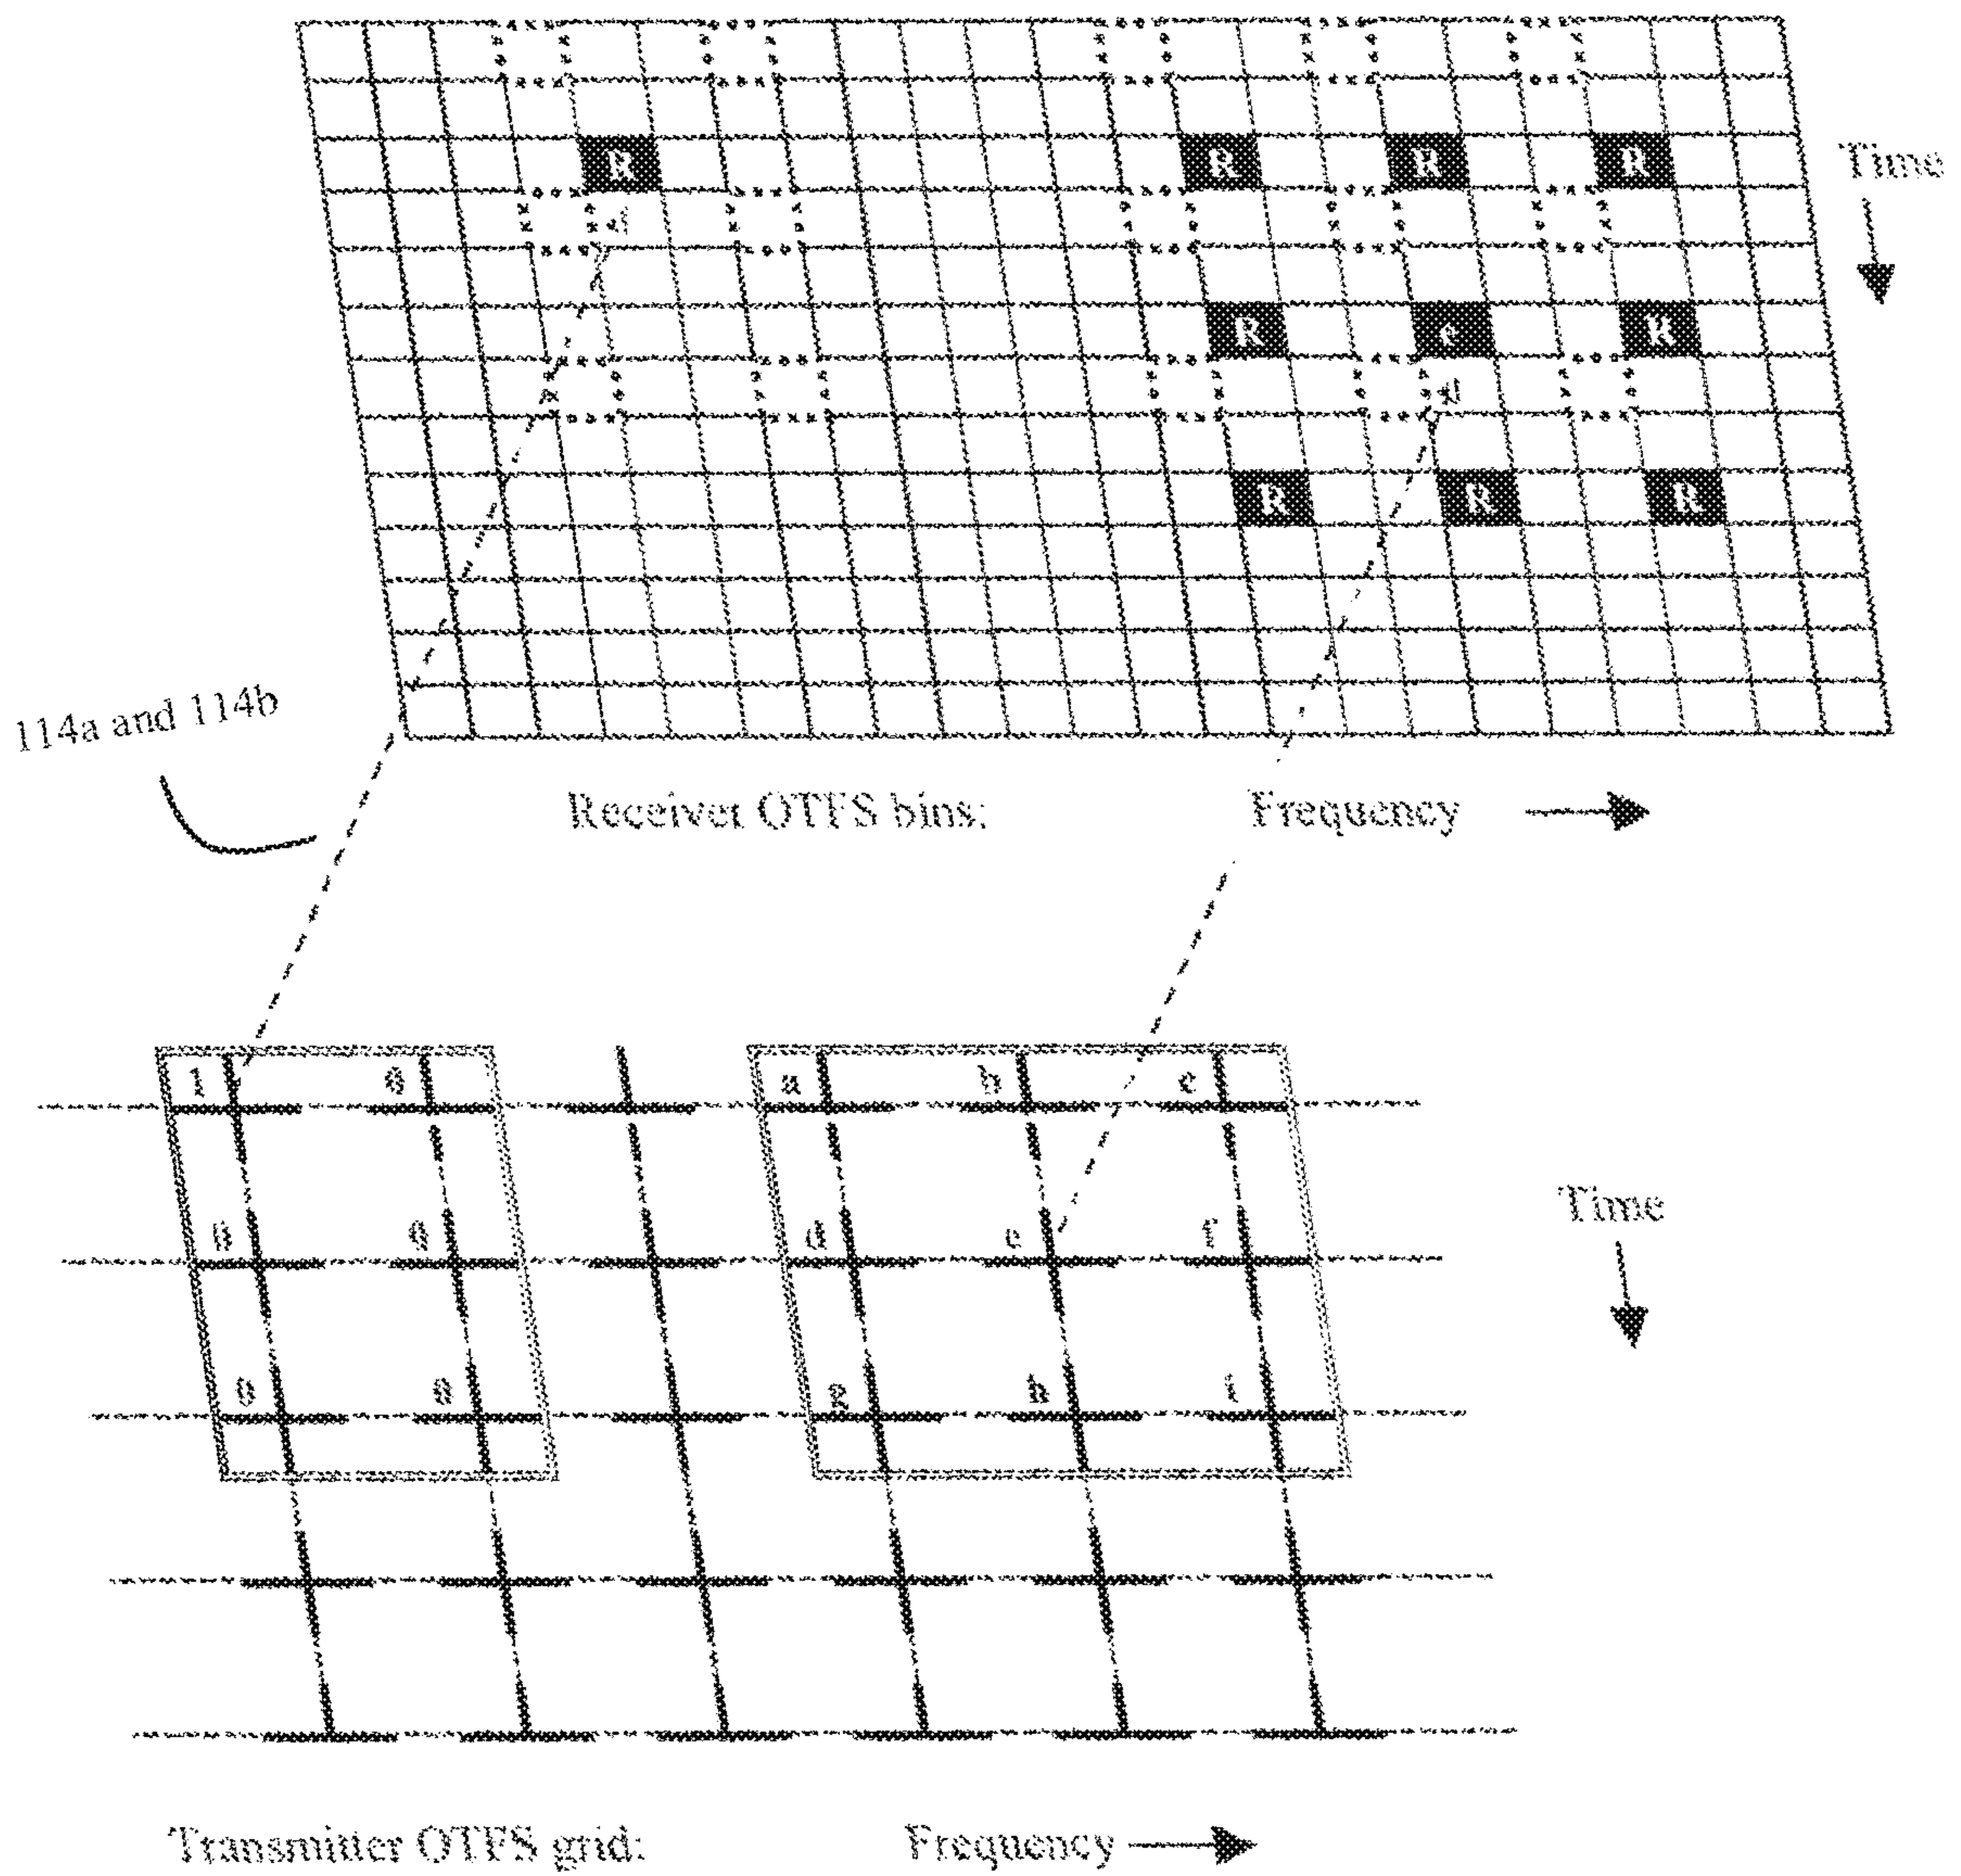 R R R R
Time
d
R e R
d
R R R
114a and 114b
Receiver OTFS bins: Frequency
1 0 a b c
Time
0 0 d e f
0 0 g h i
Transmitter OTFS grid: Frequency